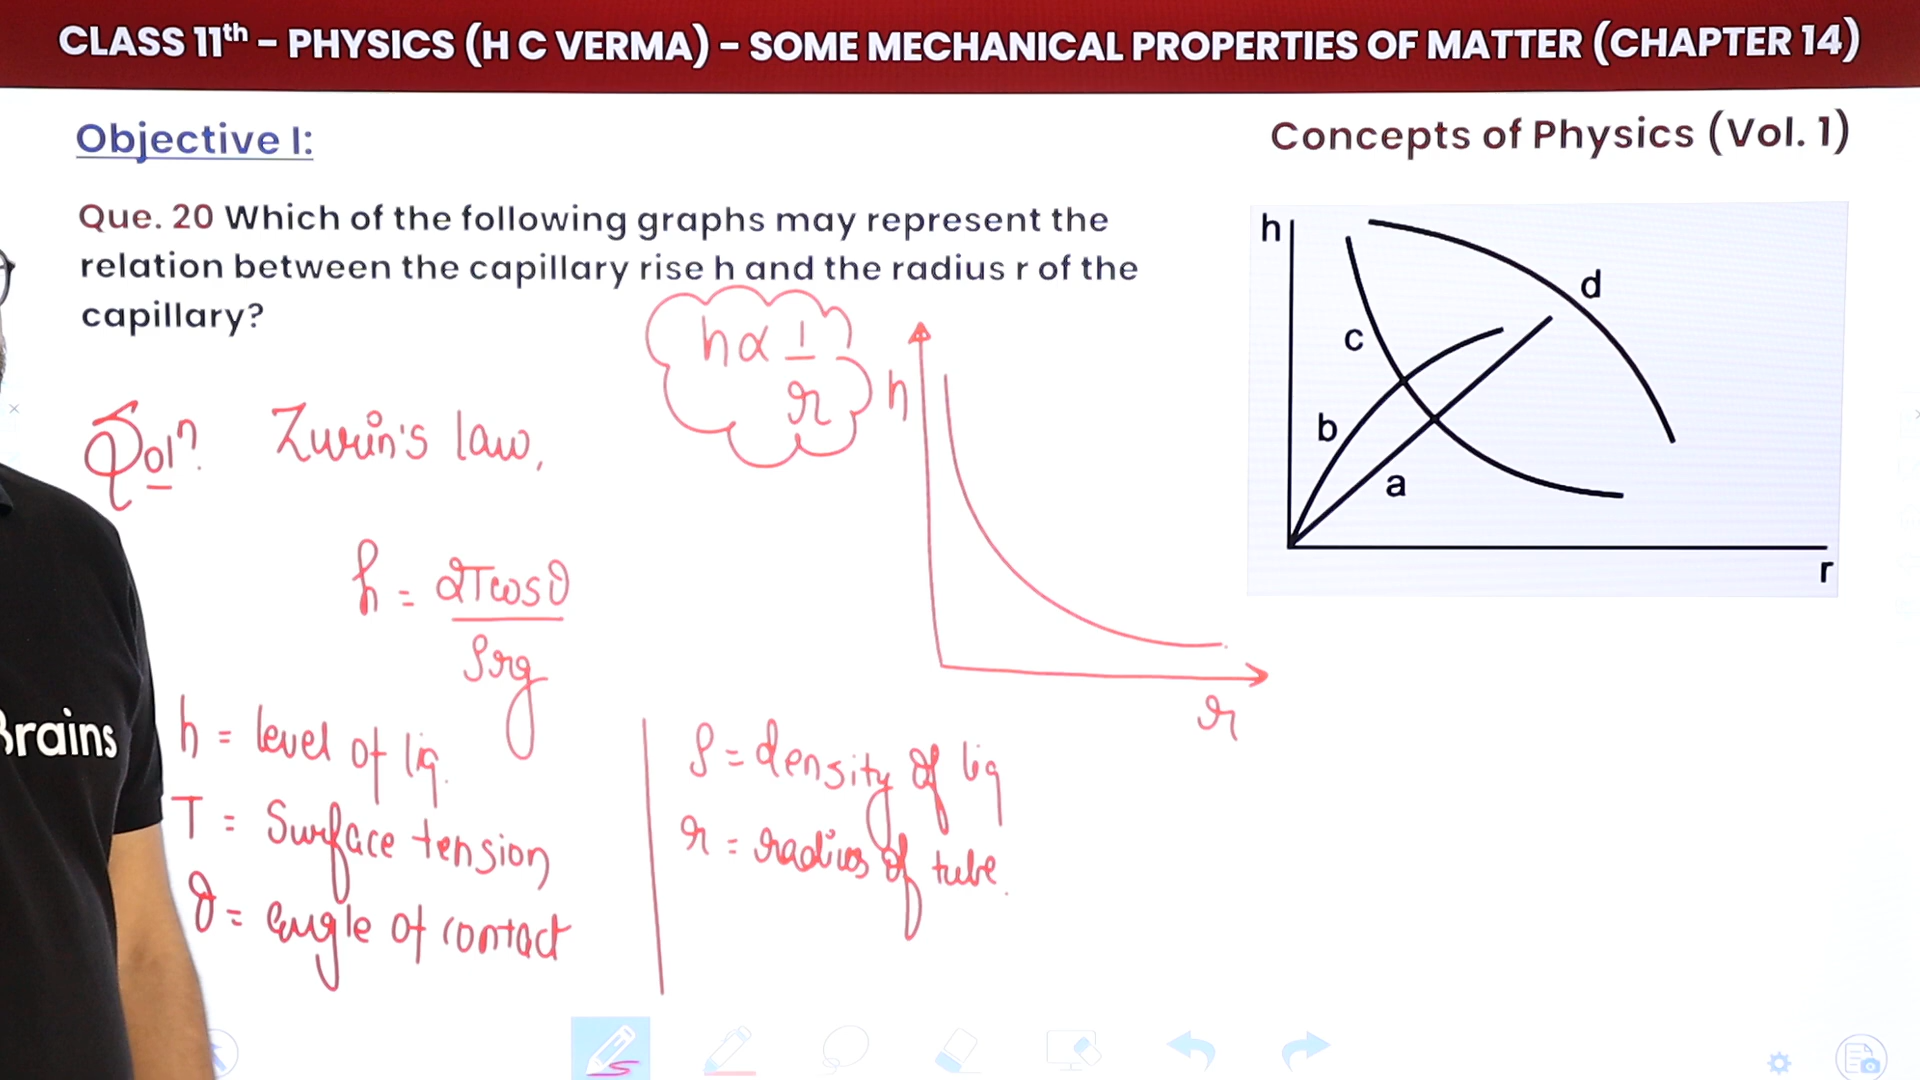 CLASS 11th – PHYSICS (H C VERMA) – SOME MECHANICAL PROPERTIES OF MATTER (CHAPTER 14)
Objective I:
Concepts of Physics (Vol. 1)
Que. 20 Which of the following graphs may represent the
relation between the capillary rise h and the radius r of the
capillary?
h
d
c
b
a
r
h ∝ 1/r
h
r
Soln.
Zurin's law,
h = 2Tcosθ / ρrg
h = level of liq.
T = Surface tension
θ = angle of contact
ρ = density of liq
r = radius of tube.
Brains